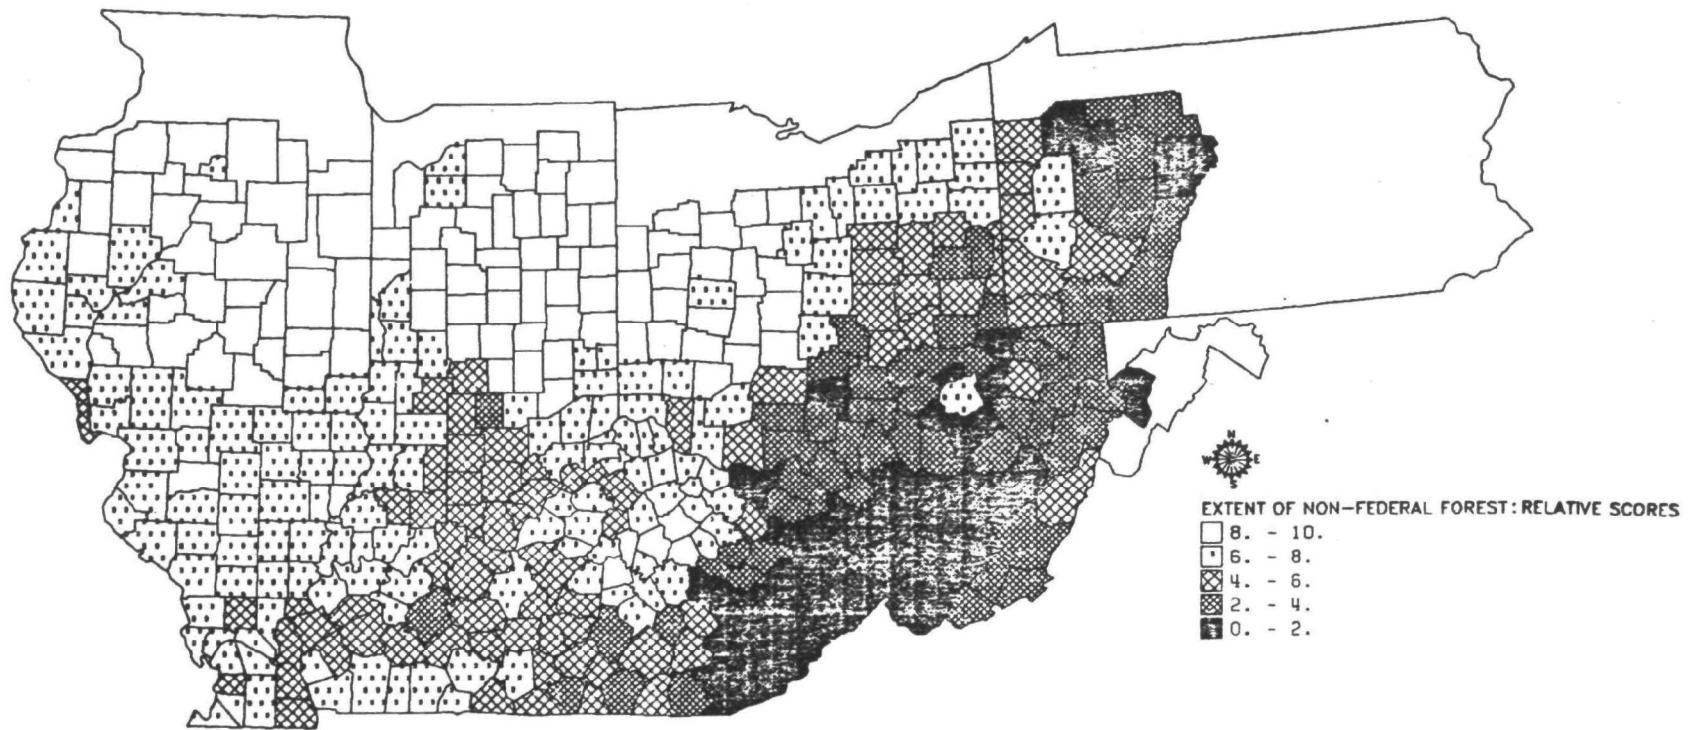 N
W E
S
EXTENT OF NON-FEDERAL FOREST: RELATIVE SCORES
8. - 10.
6. - 8.
4. - 6.
2. - 4.
0. - 2.